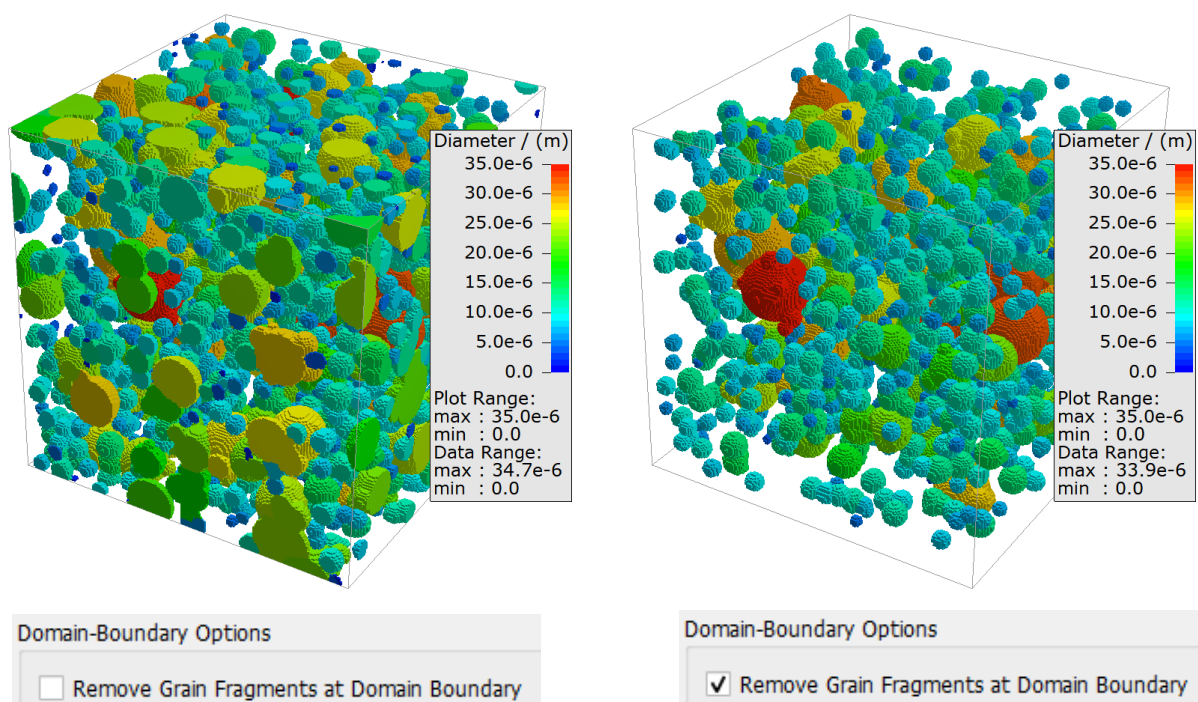 Diameter / (m)
35.0e-6
30.0e-6
25.0e-6
20.0e-6
15.0e-6
10.0e-6
5.0e-6
0.0
Plot Range:
max : 35.0e-6
min : 0.0
Data Range:
max : 34.7e-6
min : 0.0
Diameter / (m)
35.0e-6
30.0e-6
25.0e-6
20.0e-6
15.0e-6
10.0e-6
5.0e-6
0.0
Plot Range:
max : 35.0e-6
min : 0.0
Data Range:
max : 33.9e-6
min : 0.0
Domain-Boundary Options
Remove Grain Fragments at Domain Boundary
Domain-Boundary Options
Remove Grain Fragments at Domain Boundary